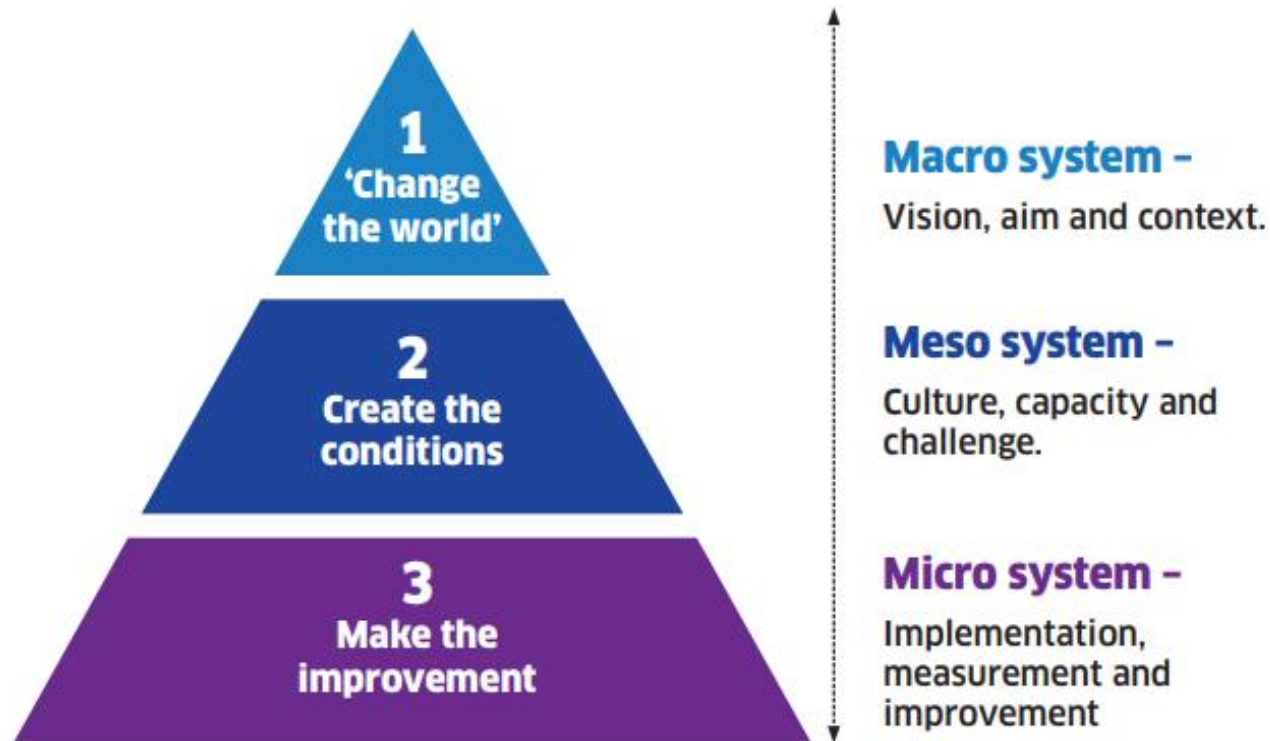 1
‘Change
the world’
2
Create the
conditions
3
Make the
improvement
Macro system –
Vision, aim and context.
Meso system –
Culture, capacity and
challenge.
Micro system –
Implementation,
measurement and
improvement